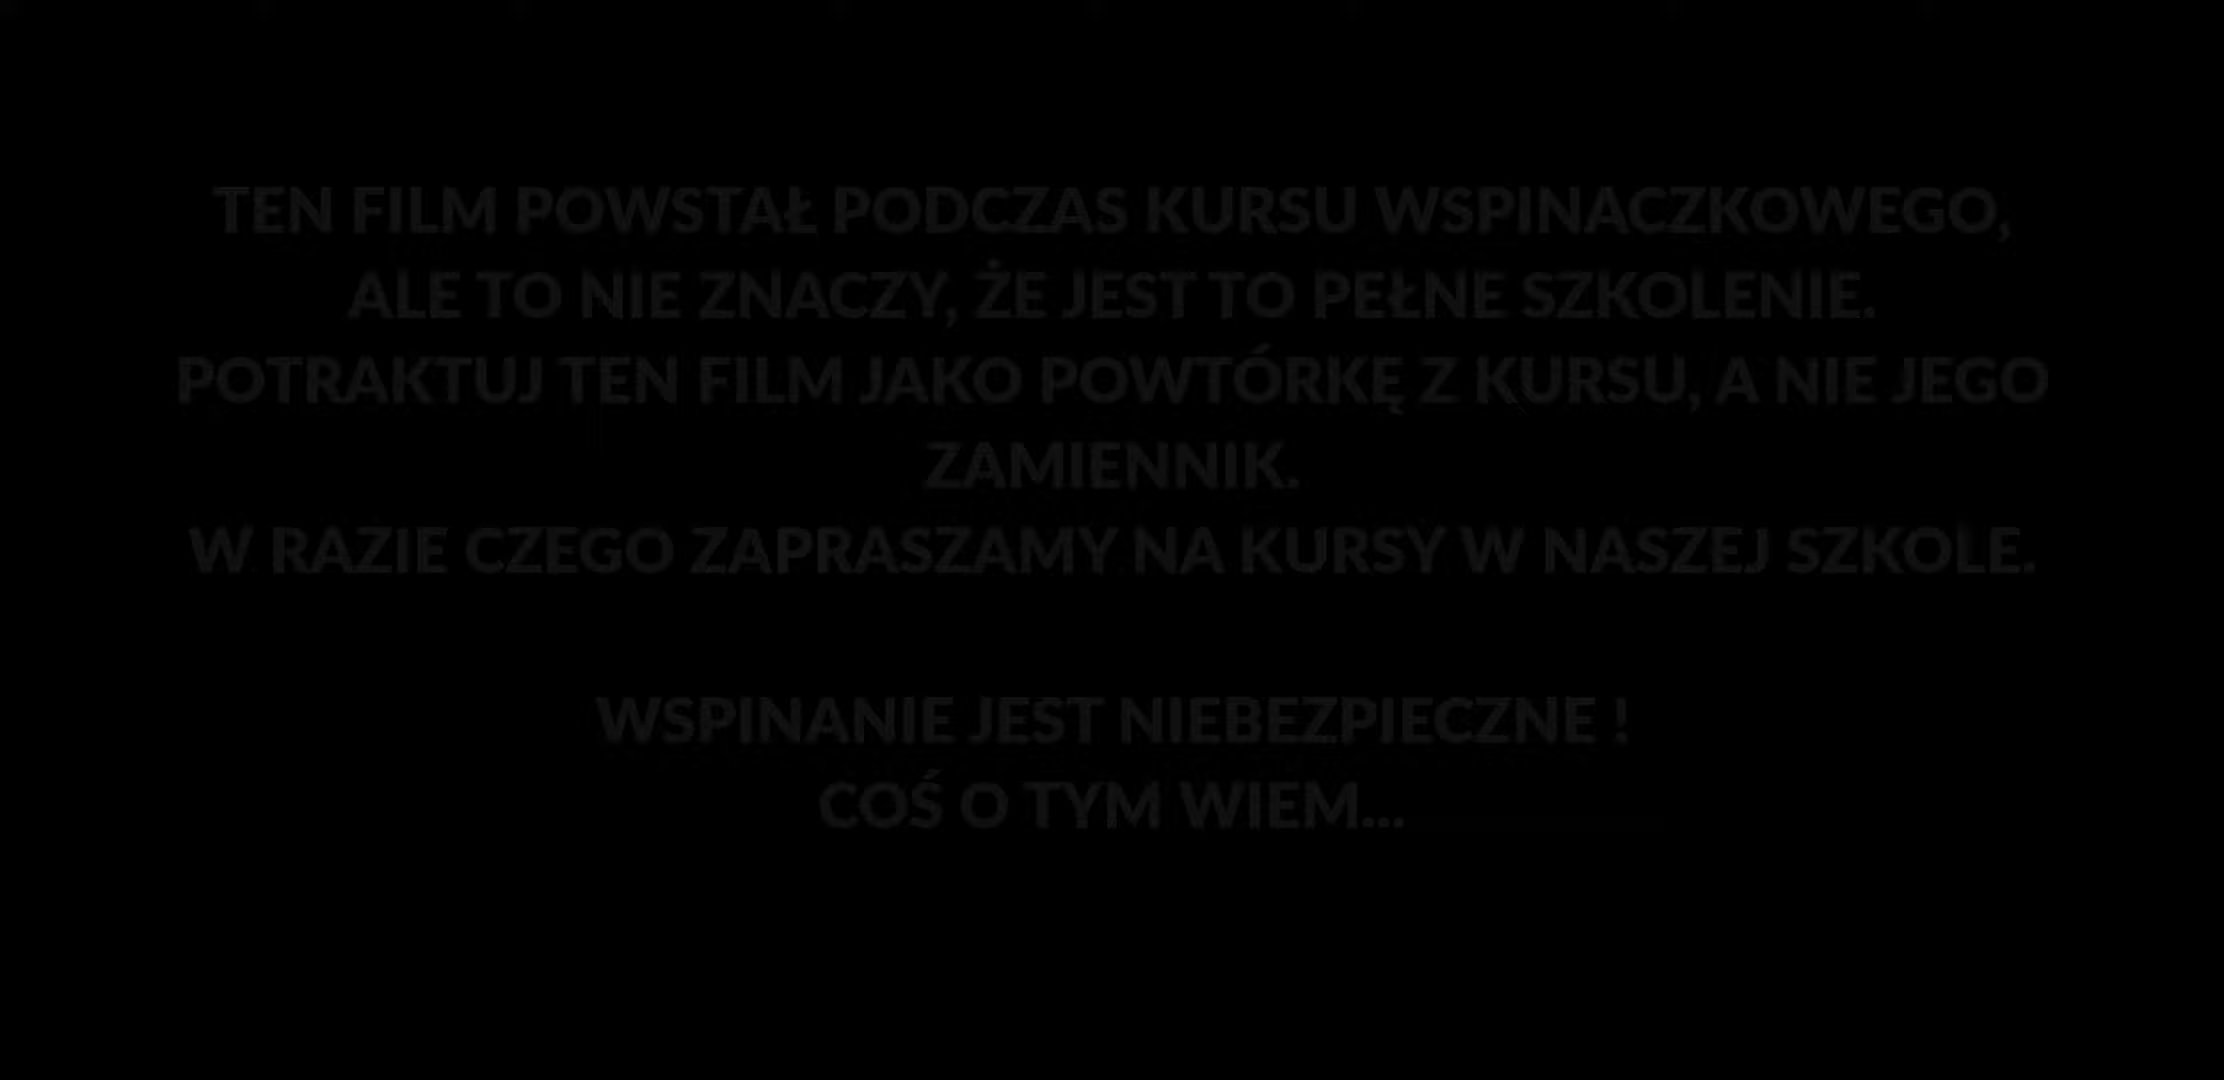 TEN FILM POWSTAŁ PODCZAS KURSU WSPINACZKOWEGO,
ALE TO NIE ZNACZY, ŻE JEST TO PEŁNE SZKOLENIE.
POTRAKTUJ TEN FILM JAKO POWTÓRKĘ Z KURSU, A NIE JEGO
ZAMIENNIK.
W RAZIE CZEGO ZAPRASZAMY NA KURSY W NASZEJ SZKOLE.
WSPINANIE JEST NIEBEZPIECZNE !
COŚ O TYM WIEM...